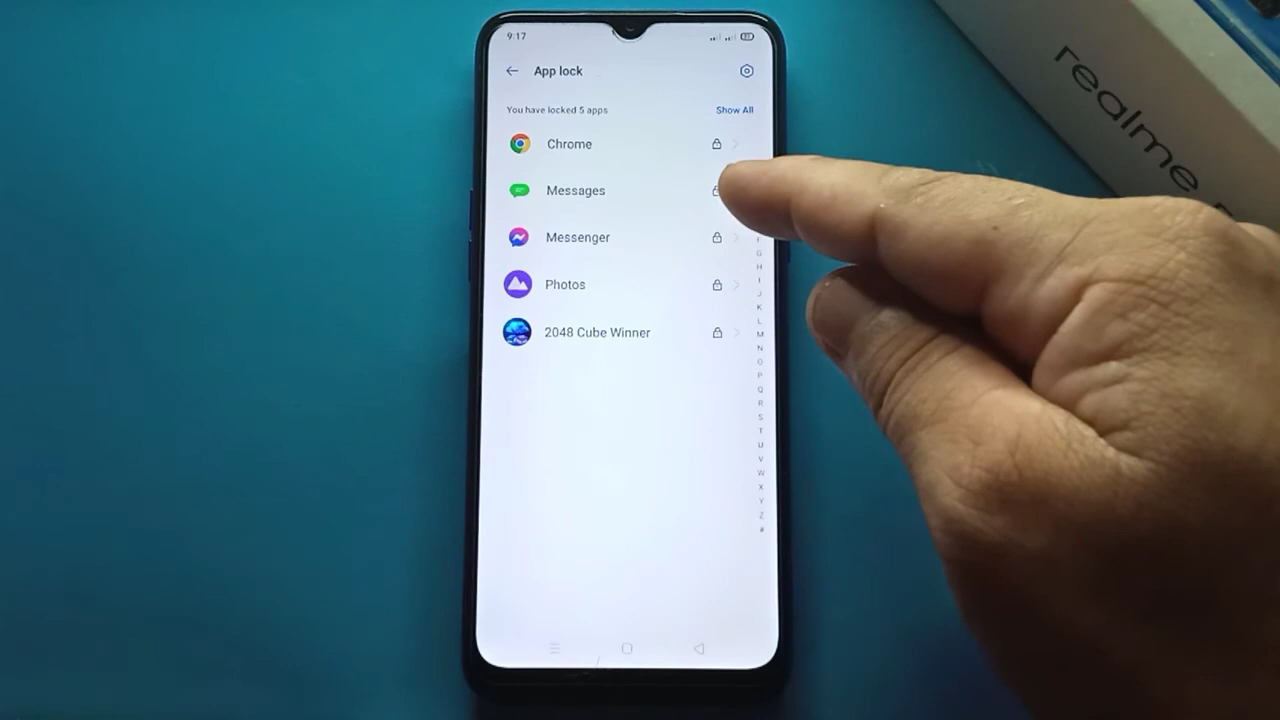 9:17
App lock
You have locked 5 apps Show All
Chrome
Messages
Messenger
Photos
2048 Cube Winner
F
G
H
I
J
K
L
M
N
O
P
Q
R
S
T
U
V
W
X
Y
Z
#
realme